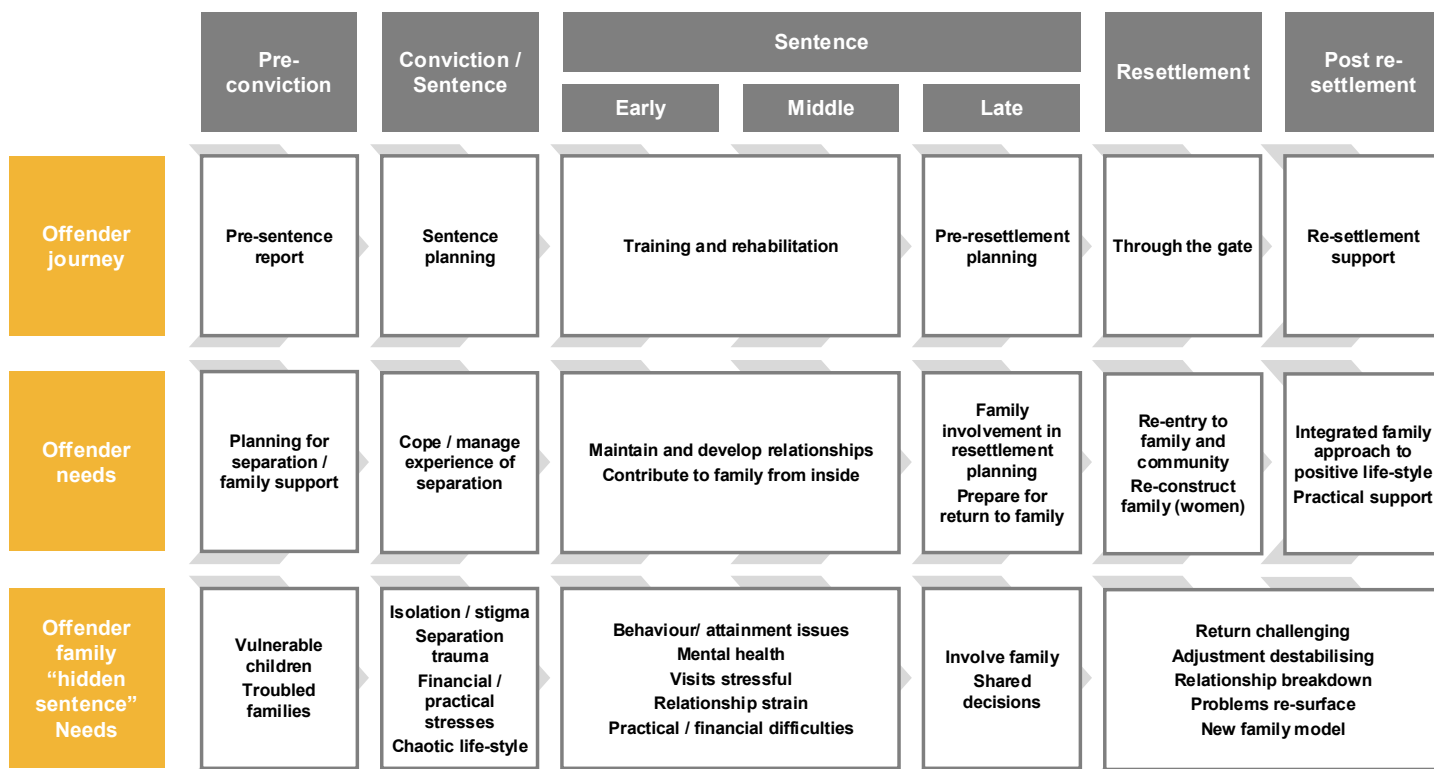 Pre-
conviction
Conviction /
Sentence
Sentence
Early
Middle
Late
Resettlement
Post re-
settlement
Offender
journey
Pre-sentence
report
Sentence
planning
Training and rehabilitation
Pre-resettlement
planning
Through the gate
Re-settlement
support
Offender
needs
Planning for
separation /
family support
Cope / manage
experience of
separation
Maintain and develop relationships
Contribute to family from inside
Family
involvement in
resettlement
planning
Prepare for
return to family
Re-entry to
family and
community
Re-construct
family (women)
Integrated family
approach to
positive life-style
Practical support
Offender
family
“hidden
sentence”
Needs
Vulnerable
children
Troubled
families
Isolation / stigma
Separation
trauma
Financial /
practical
stresses
Chaotic life-style
Behaviour/ attainment issues
Mental health
Visits stressful
Relationship strain
Practical / financial difficulties
Involve family
Shared
decisions
Return challenging
Adjustment destabilising
Relationship breakdown
Problems re-surface
New family model